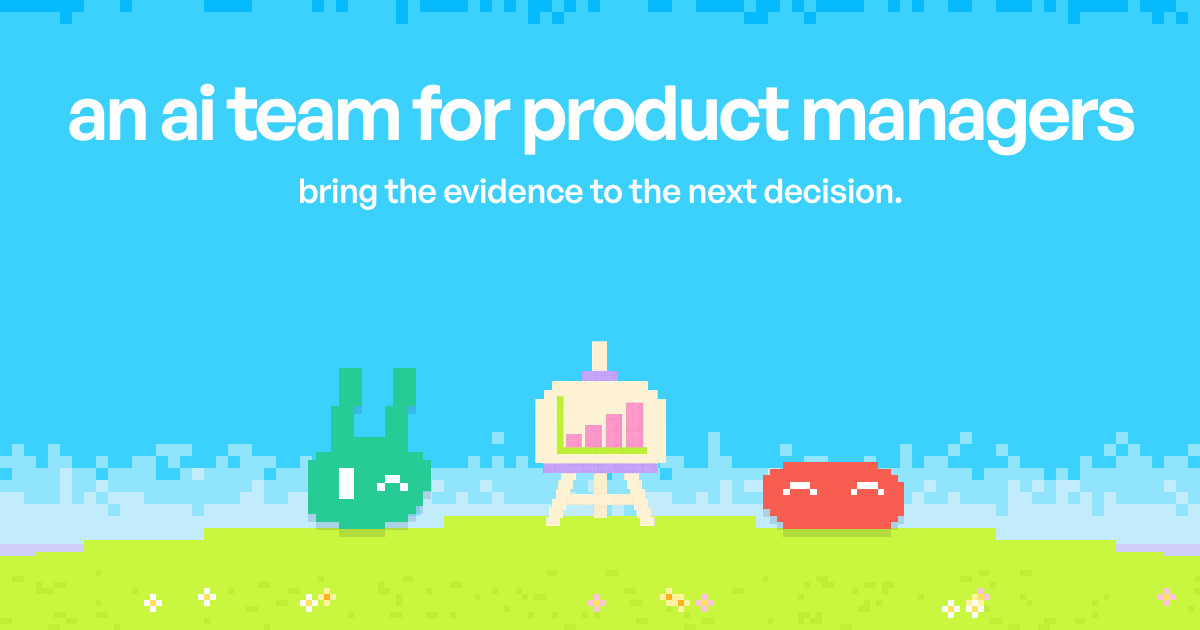 an ai team for product managers
bring the evidence to the next decision.